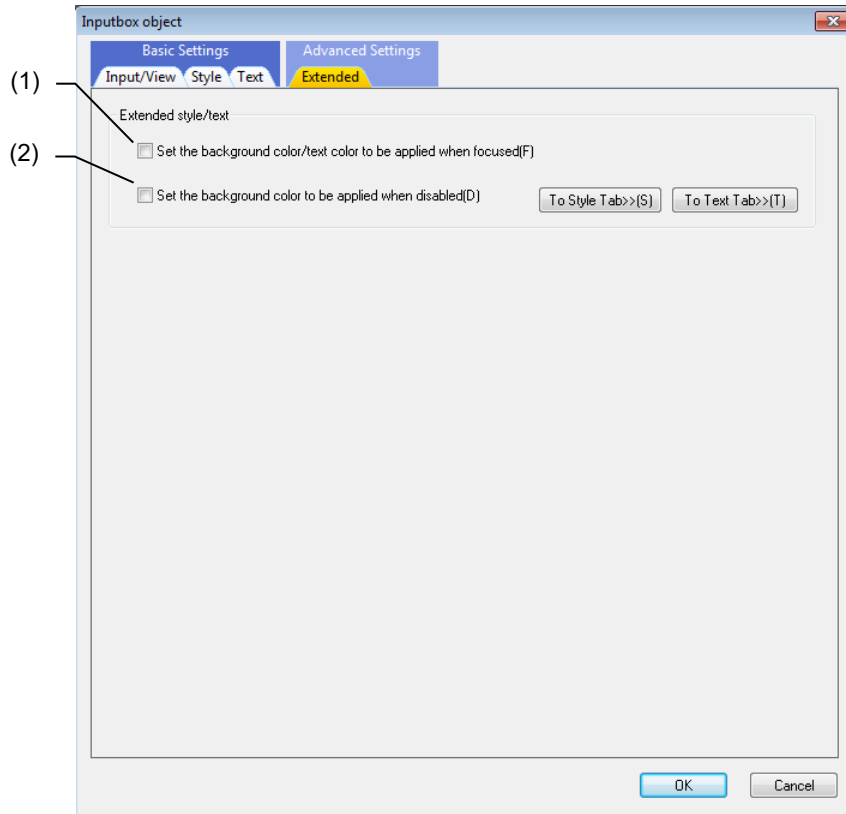 Inputbox object
Basic Settings Advanced Settings
Input/View Style Text Extended
(1)
Extended style/text
Set the background color/text color to be applied when focused(F)
(2)
Set the background color to be applied when disabled(D) To Style Tab>>(S) To Text Tab>>(T)
OK Cancel